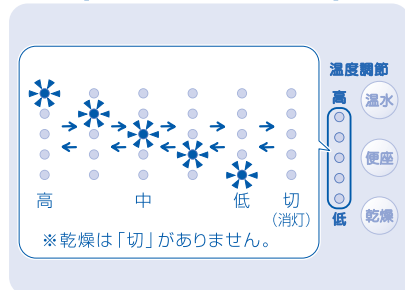 温度調節
高
温水
便座
乾燥
低
高 中 低 切
(消灯)
※乾燥は「切」がありません。